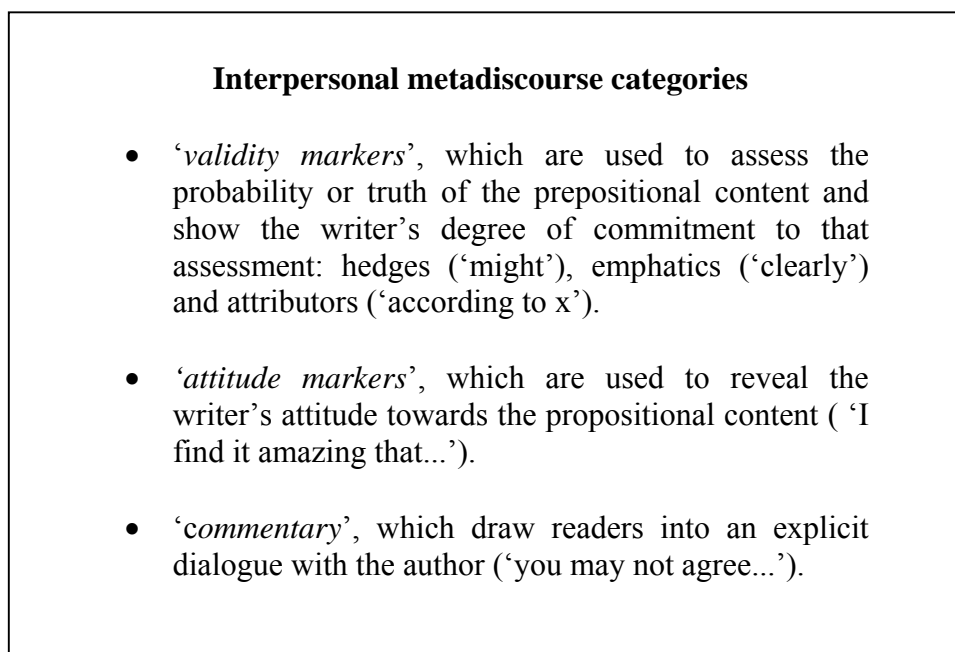 Interpersonal metadiscourse categories
• ‘validity markers’, which are used to assess the
probability or truth of the prepositional content and
show the writer’s degree of commitment to that
assessment: hedges (‘might’), emphatics (‘clearly’)
and attributors (‘according to x’).
• ‘attitude markers’, which are used to reveal the
writer’s attitude towards the propositional content ( ‘I
find it amazing that...’).
• ‘commentary’, which draw readers into an explicit
dialogue with the author (‘you may not agree...’).